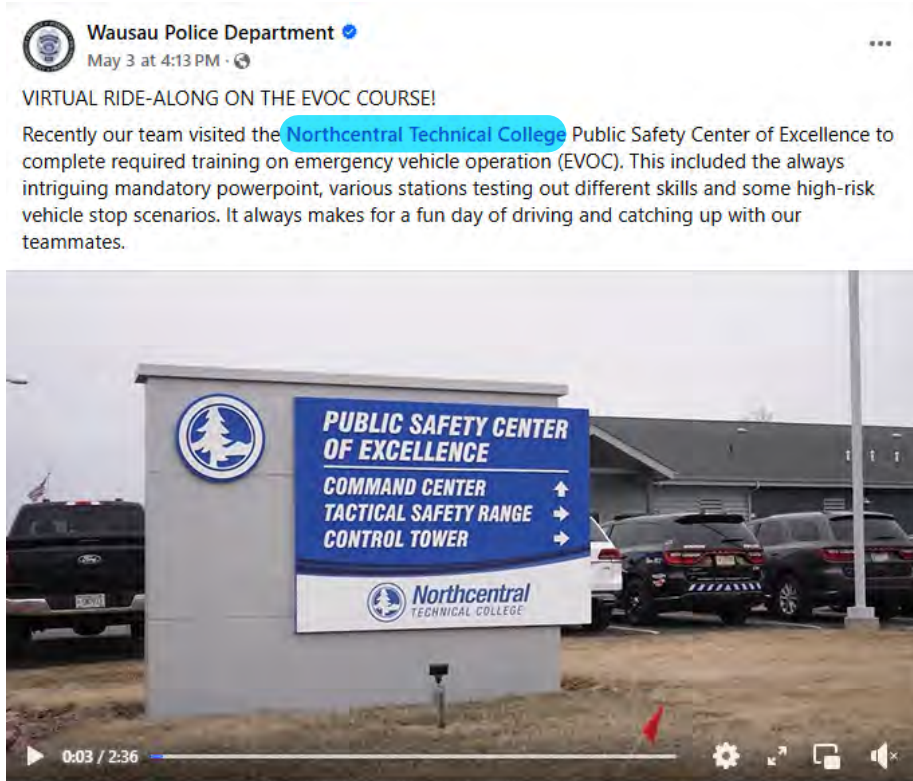 Wausau Police Department
May 3 at 4:13 PM ·
VIRTUAL RIDE-ALONG ON THE EVOC COURSE!
Recently our team visited the Northcentral Technical College Public Safety Center of Excellence to
complete required training on emergency vehicle operation (EVOC). This included the always
intriguing mandatory powerpoint, various stations testing out different skills and some high-risk
vehicle stop scenarios. It always makes for a fun day of driving and catching up with our
teammates.
PUBLIC SAFETY CENTER
OF EXCELLENCE
COMMAND CENTER
TACTICAL SAFETY RANGE
CONTROL TOWER
Northcentral
TECHNICAL COLLEGE
0:03 / 2:36